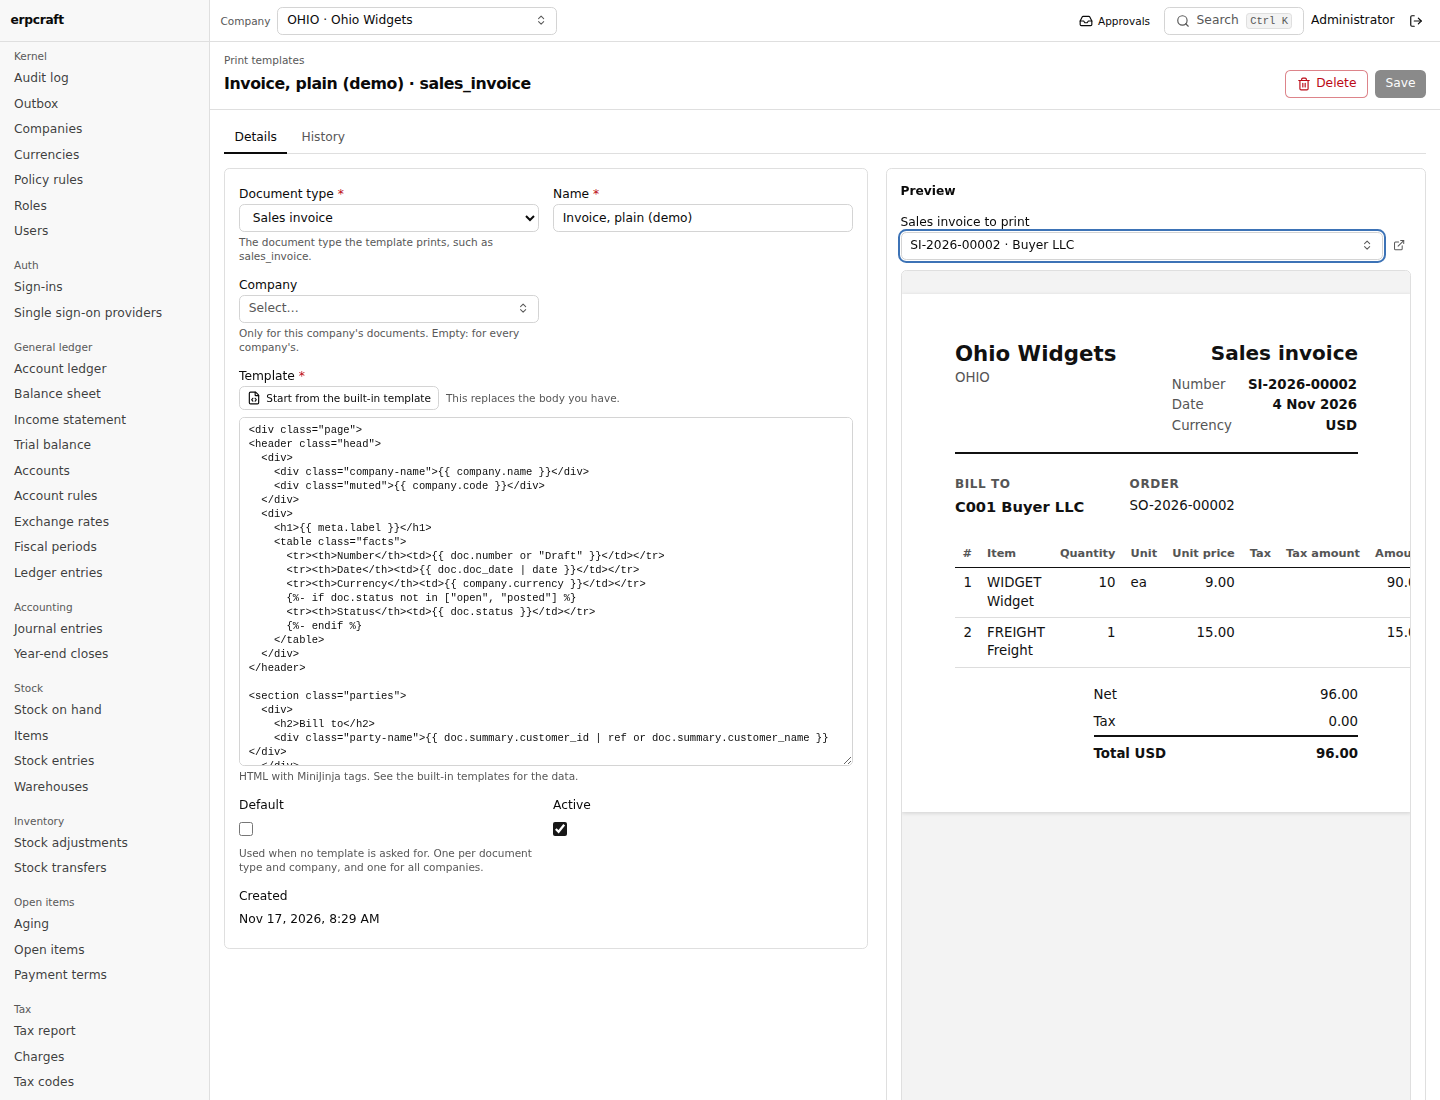 erpcraft
Company
OHIO · Ohio Widgets
Approvals
Search Ctrl K
Administrator
Kernel
Audit log
Outbox
Companies
Currencies
Policy rules
Roles
Users
Auth
Sign-ins
Single sign-on providers
General ledger
Account ledger
Balance sheet
Income statement
Trial balance
Accounts
Account rules
Exchange rates
Fiscal periods
Ledger entries
Accounting
Journal entries
Year-end closes
Stock
Stock on hand
Items
Stock entries
Warehouses
Inventory
Stock adjustments
Stock transfers
Open items
Aging
Open items
Payment terms
Tax
Tax report
Charges
Tax codes
Print templates
Invoice, plain (demo) · sales_invoice
Delete
Save
Details
History
Document type *
Sales invoice
The document type the template prints, such as
sales_invoice.
Name *
Invoice, plain (demo)
Company
Select...
Only for this company's documents. Empty: for every
company's.
Template *
Start from the built-in template
This replaces the body you have.
<div class="page">
<header class="head">
  <div>
    <div class="company-name">{{ company.name }}</div>
    <div class="muted">{{ company.code }}</div>
  </div>
  <div>
    <h1>{{ meta.label }}</h1>
    <table class="facts">
      <tr><th>Number</th><td>{{ doc.number or "Draft" }}</td></tr>
      <tr><th>Date</th><td>{{ doc.doc_date | date }}</td></tr>
      <tr><th>Currency</th><td>{{ company.currency }}</td></tr>
      {%- if doc.status not in ["open", "posted"] %}
      <tr><th>Status</th><td>{{ doc.status }}</td></tr>
      {%- endif %}
    </table>
  </div>
</header>
<section class="parties">
  <div>
    <h2>Bill to</h2>
    <div class="party-name">{{ doc.summary.customer_id | ref or doc.summary.customer_name }}
</div>
  </div>
HTML with MiniJinja tags. See the built-in templates for the data.
Default
Used when no template is asked for. One per document
type and company, and one for all companies.
Active
Created
Nov 17, 2026, 8:29 AM
Preview
Sales invoice to print
SI-2026-00002 · Buyer LLC
Ohio Widgets
OHIO
Sales invoice
Number SI-2026-00002
Date 4 Nov 2026
Currency USD
BILL TO
C001 Buyer LLC
ORDER
SO-2026-00002
# Item Quantity Unit Unit price Tax Tax amount Amou
1 WIDGET 10 ea 9.00 90.0
Widget
2 FREIGHT 1 15.00 15.0
Freight
Net 96.00
Tax 0.00
Total USD 96.00